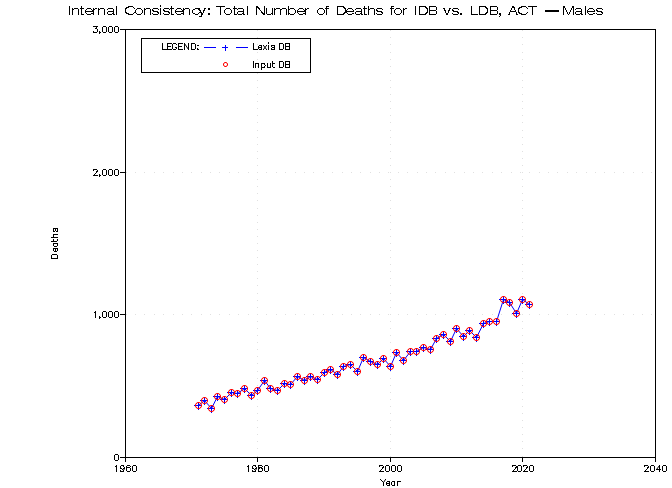 Internal Consistency: Total Number of Deaths for IDB vs. LDB, ACT — Males
3,000
LEGEND: Lexis DB
Input DB
2,000
Deaths
1,000
0
1960 1980 2000 2020 2040
Year